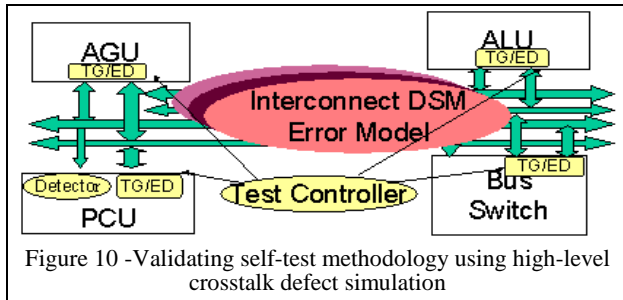 AGU
TG/ED
ALU
TG/ED
Interconnect DSM
Error Model
Detector
TG/ED
PCU
Test Controller
TG/ED
Bus
Switch
Figure 10 -Validating self-test methodology using high-level
crosstalk defect simulation